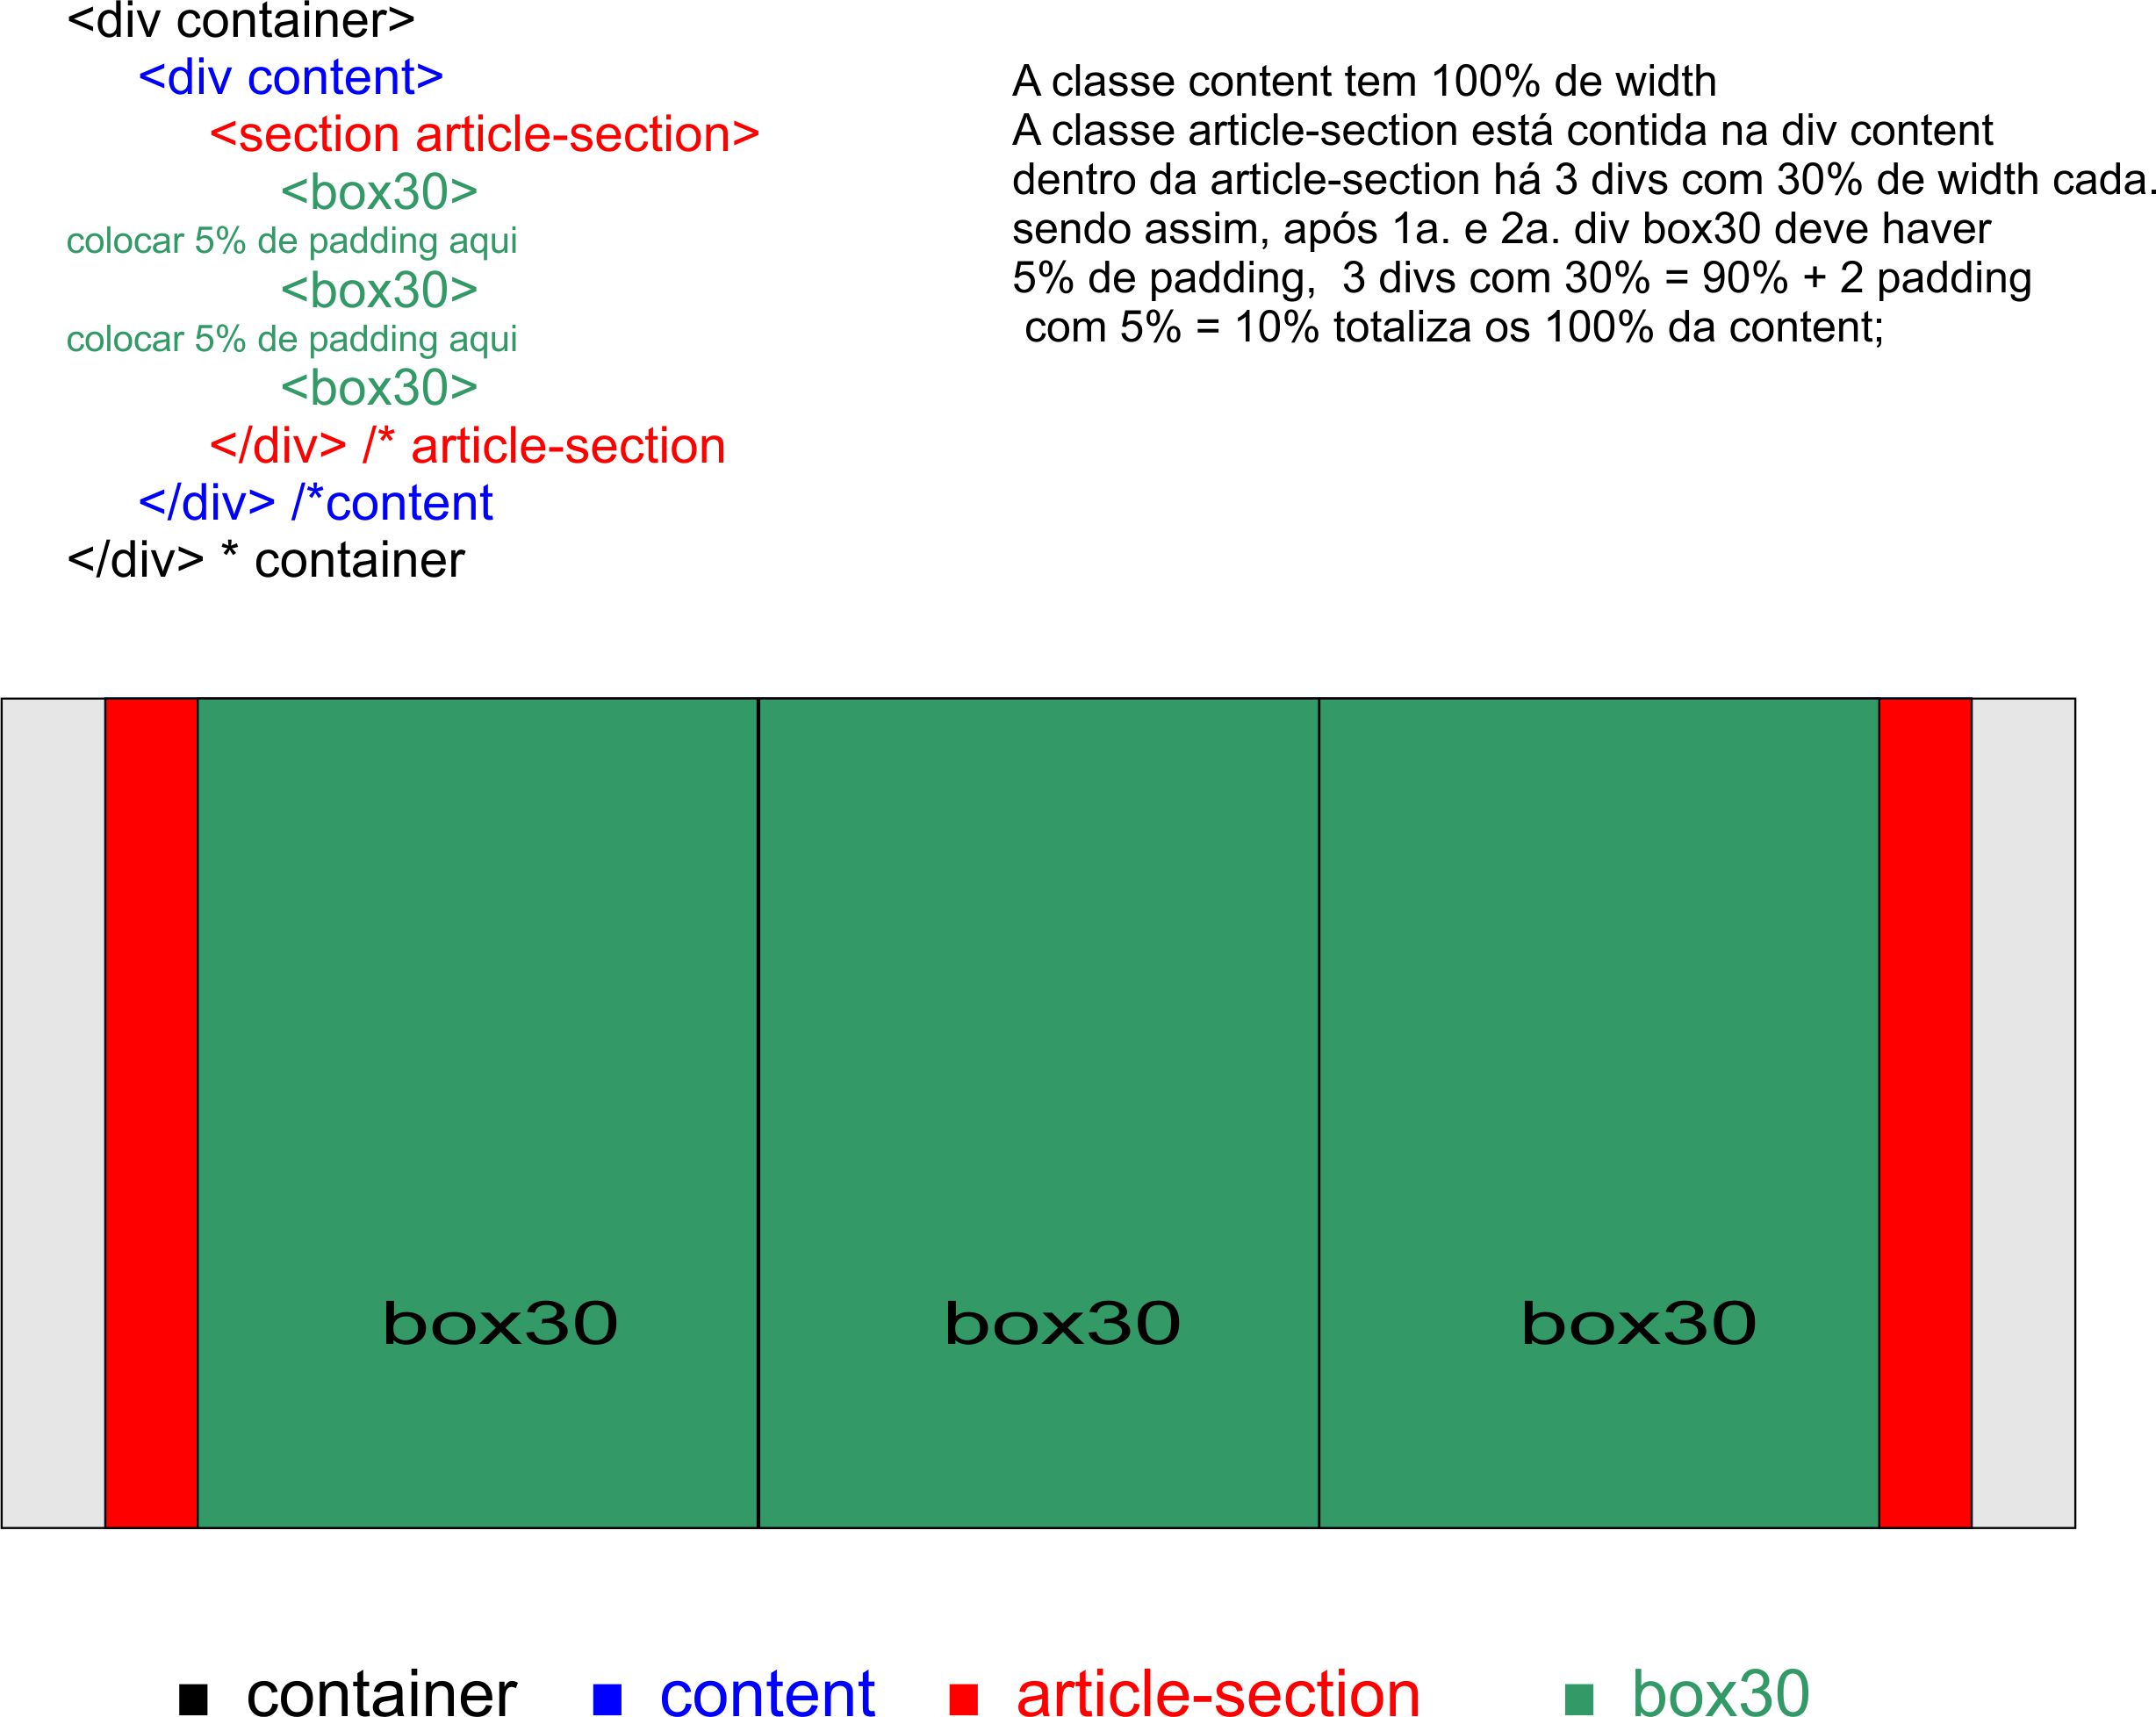 <div container>
<div content>
<section article-section>
<box30>
colocar 5% de padding aqui
<box30>
colocar 5% de padding aqui
<box30>
</div> /* article-section
</div> /*content
</div> * container
A classe content tem 100% de width
A classe article-section está contida na div content
dentro da article-section há 3 divs com 30% de width cada.
sendo assim, após 1a. e 2a. div box30 deve haver
5% de padding,  3 divs com 30% = 90% + 2 padding
com 5% = 10% totaliza os 100% da content;
box30
box30
box30
container
content
article-section
box30